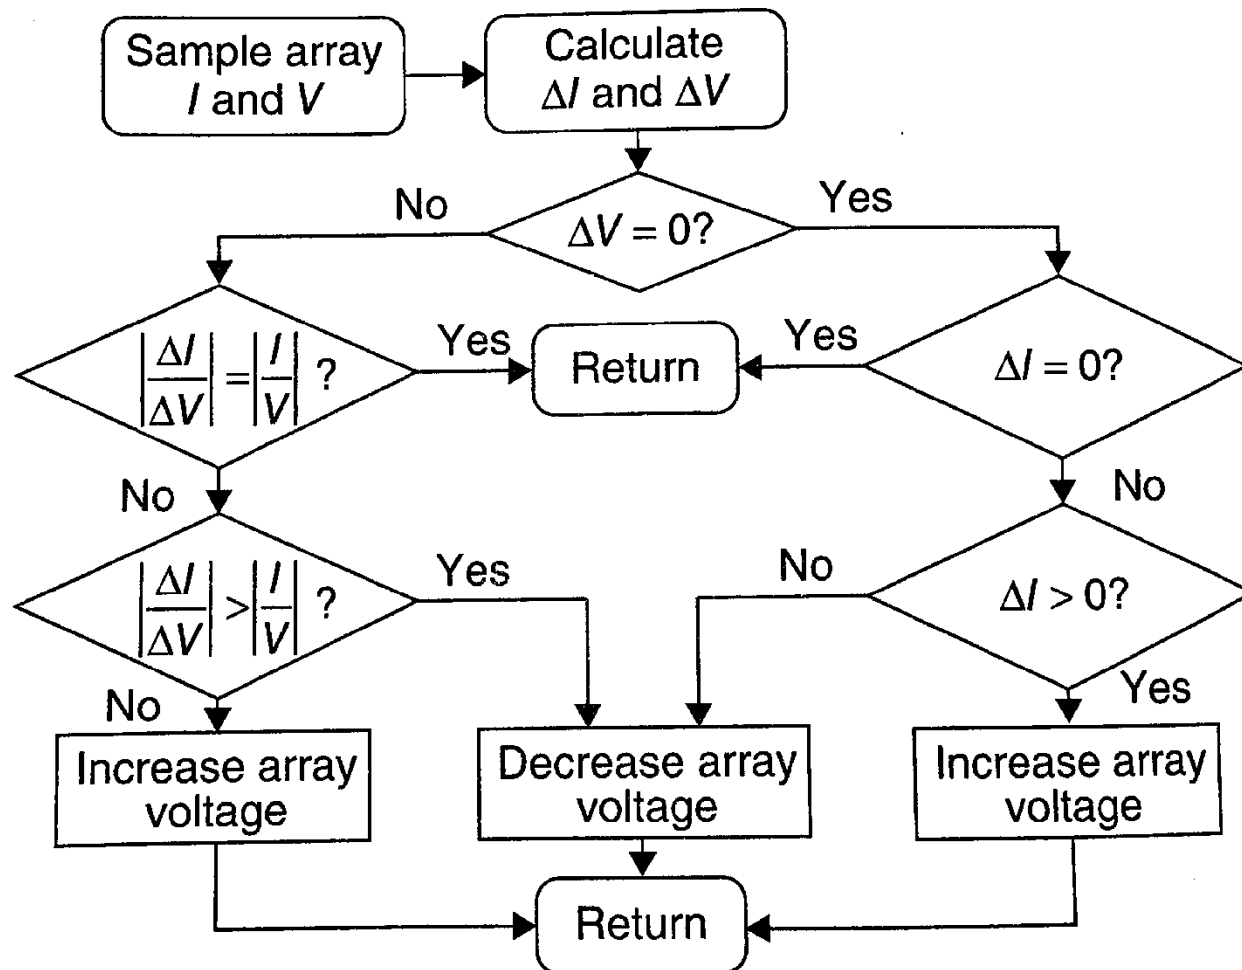 Sample array
I and V
Calculate
ΔI and ΔV
No
Yes
ΔV = 0?
|ΔI/ΔV| = |I/V| ?
Yes
Return
Yes
ΔI = 0?
No
No
|ΔI/ΔV| > |I/V| ?
Yes
No
ΔI > 0?
No
Yes
Increase array
voltage
Decrease array
voltage
Increase array
voltage
Return